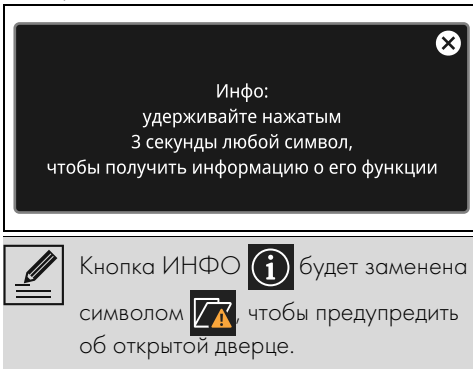 Инфо:
удерживайте нажатым
3 секунды любой символ,
чтобы получить информацию о его функции
Кнопка ИНФО будет заменена
символом , чтобы предупредить
об открытой дверце.